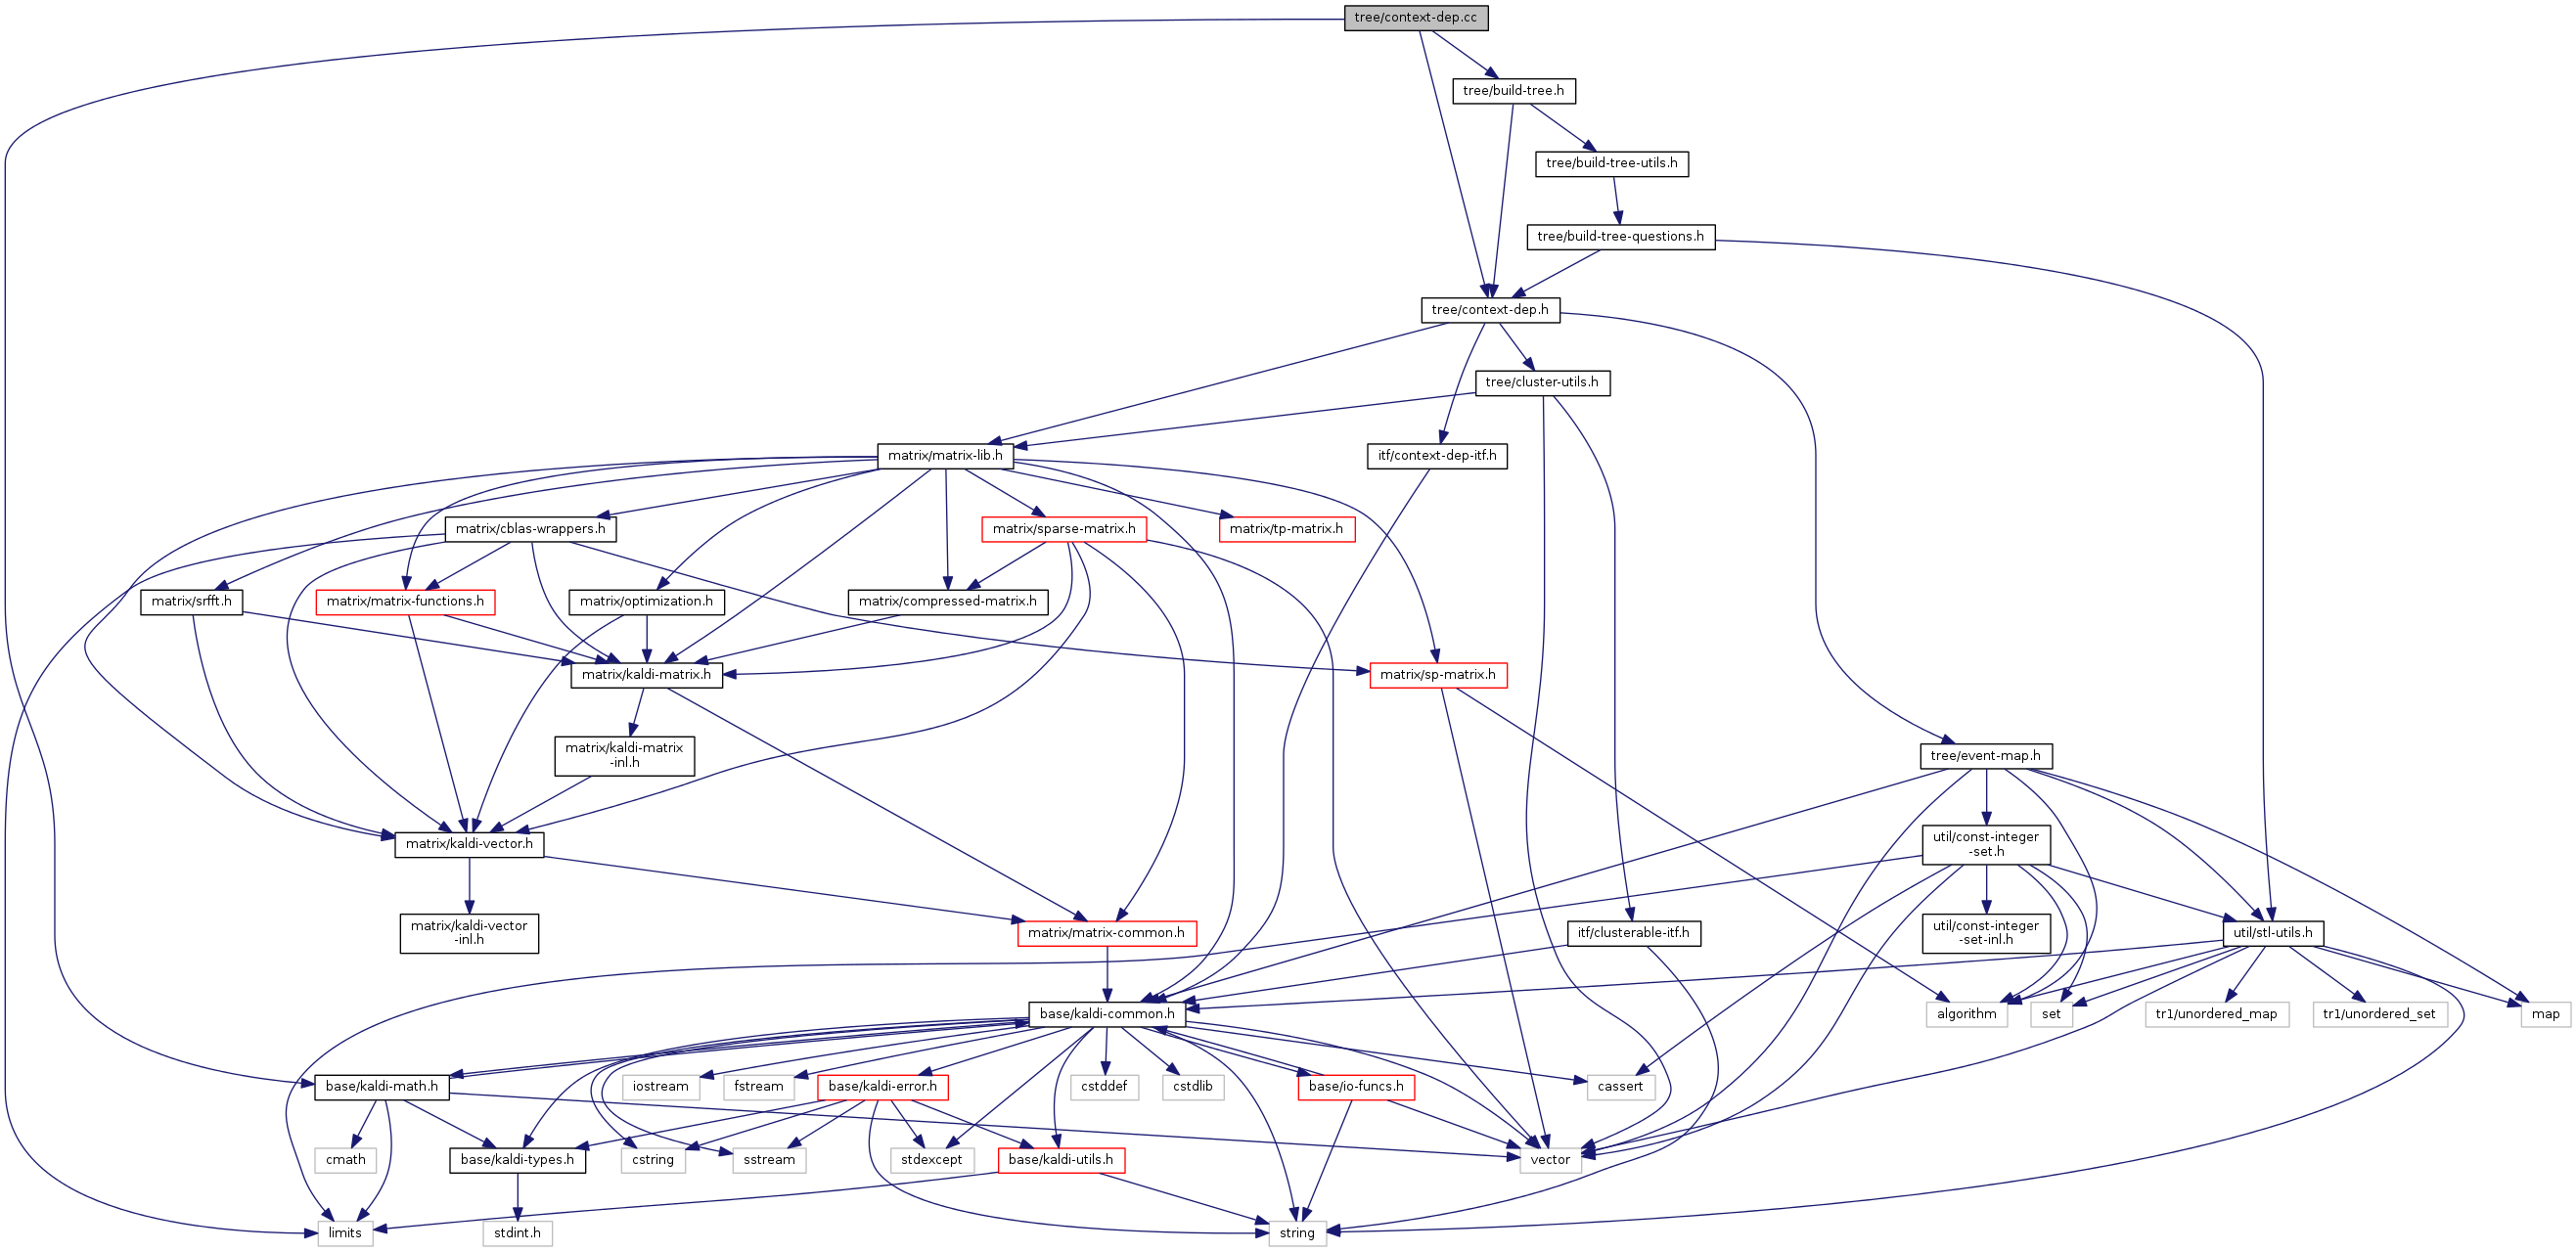 tree/context-dep.cc
tree/build-tree.h
tree/build-tree-utils.h
tree/build-tree-questions.h
tree/context-dep.h
tree/cluster-utils.h
matrix/matrix-lib.h
itf/context-dep-itf.h
matrix/cblas-wrappers.h
matrix/sparse-matrix.h
matrix/tp-matrix.h
matrix/srfft.h
matrix/matrix-functions.h
matrix/optimization.h
matrix/compressed-matrix.h
matrix/kaldi-matrix.h
matrix/sp-matrix.h
matrix/kaldi-matrix
-inl.h
tree/event-map.h
matrix/kaldi-vector.h
util/const-integer
-set.h
matrix/kaldi-vector
-inl.h
matrix/matrix-common.h
itf/clusterable-itf.h
util/const-integer
-set-inl.h
util/stl-utils.h
base/kaldi-common.h
algorithm
set
tr1/unordered_map
tr1/unordered_set
map
base/kaldi-math.h
iostream
fstream
base/kaldi-error.h
cstddef
cstdlib
base/io-funcs.h
cassert
cmath
base/kaldi-types.h
cstring
sstream
stdexcept
base/kaldi-utils.h
vector
limits
stdint.h
string